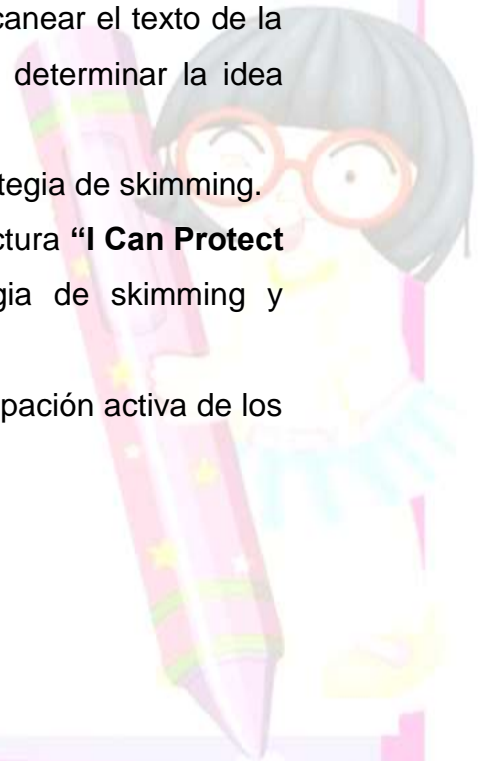 canear el texto de la
determinar la idea
tegia de skimming.
ctura “I Can Protect
gia de skimming y
pación activa de los